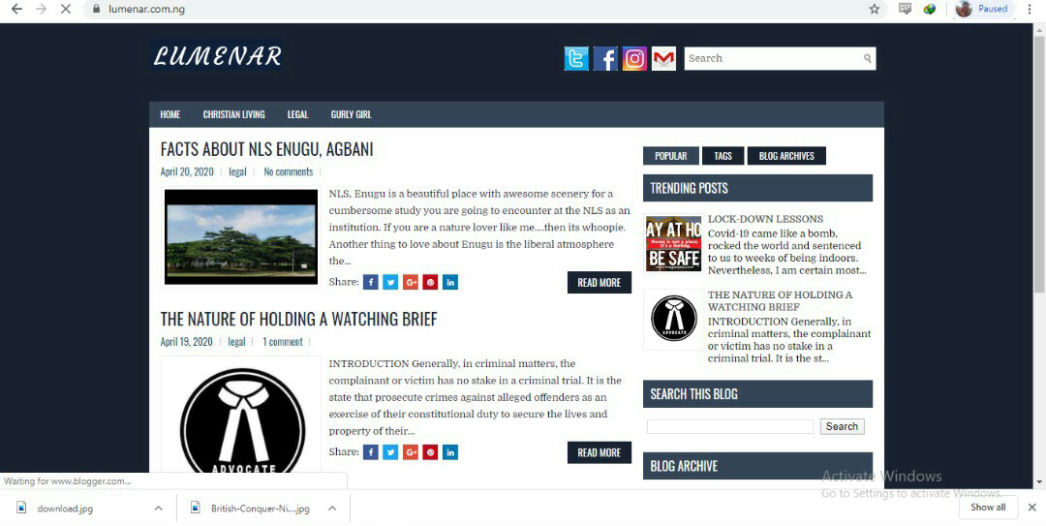 lumenar.com.ng
Paused
LUMENAR
Search
HOME CHRISTIAN LIVING LEGAL GURLY GIRL
FACTS ABOUT NLS ENUGU, AGBANI
April 20, 2020 legal No comments
NLS, Enugu is a beautiful place with awesome scenery for a
cumbersome study you are going to encounter at the NLS as an
institution. If you are a nature lover like me....then its whoopie.
Another thing to love about Enugu is the liberal atmosphere
the...
Share:
READ MORE
THE NATURE OF HOLDING A WATCHING BRIEF
April 19, 2020 legal 1 comment
ADVOCATE
INTRODUCTION Generally, in criminal matters, the
complainant or victim has no stake in a criminal trial. It is the
state that prosecute crimes against alleged offenders as an
exercise of their constitutional duty to secure the lives and
property of their...
Share:
READ MORE
POPULAR TAGS BLOG ARCHIVES
TRENDING POSTS
AY AT HO
BE SAFE
LOCK-DOWN LESSONS
Covid-19 came like a bomb,
rocked the world and sentenced
to us to weeks of being indoors.
Nevertheless, I am certain most...
ADVOCATE
THE NATURE OF HOLDING A
WATCHING BRIEF
INTRODUCTION Generally, in
criminal matters, the complainant
or victim has no stake in a
criminal trial. It is the st...
SEARCH THIS BLOG
Search
BLOG ARCHIVE
Activate Windows
Go to Settings to activate Windows.
Waiting for www.blogger.com...
download.jpg
British-Conquer-Ni....jpg
Show all